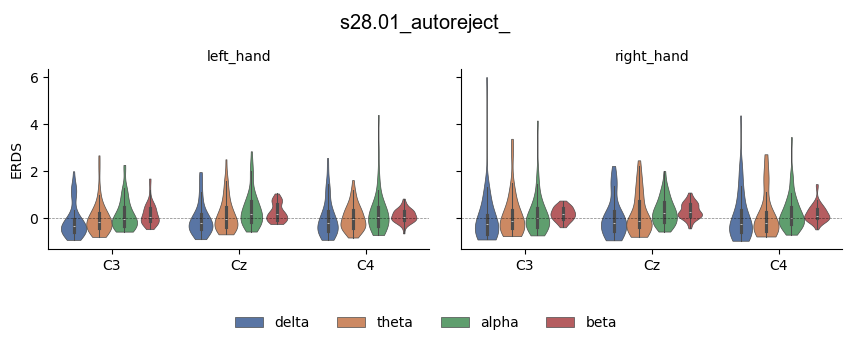 s28.01_autoreject_
left_hand
right_hand
ERDS
6
4
2
0
C3
Cz
C4
C3
Cz
C4
delta
theta
alpha
beta